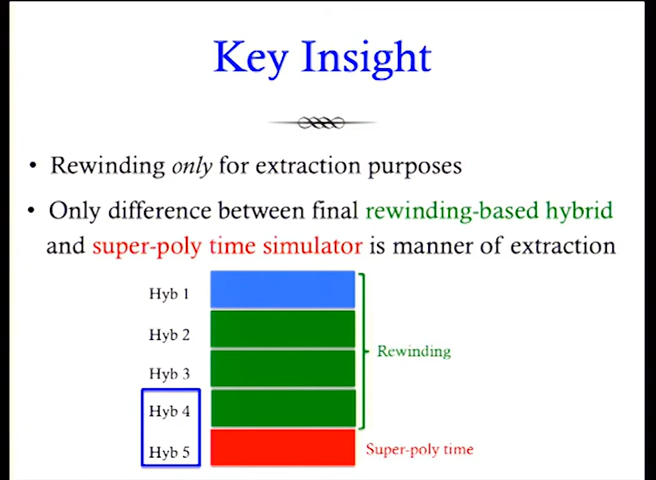 Key Insight
• Rewinding only for extraction purposes
• Only difference between final rewinding-based hybrid
and super-poly time simulator is manner of extraction
Hyb 1
Hyb 2
Hyb 3
Hyb 4
Hyb 5
Rewinding
Super-poly time